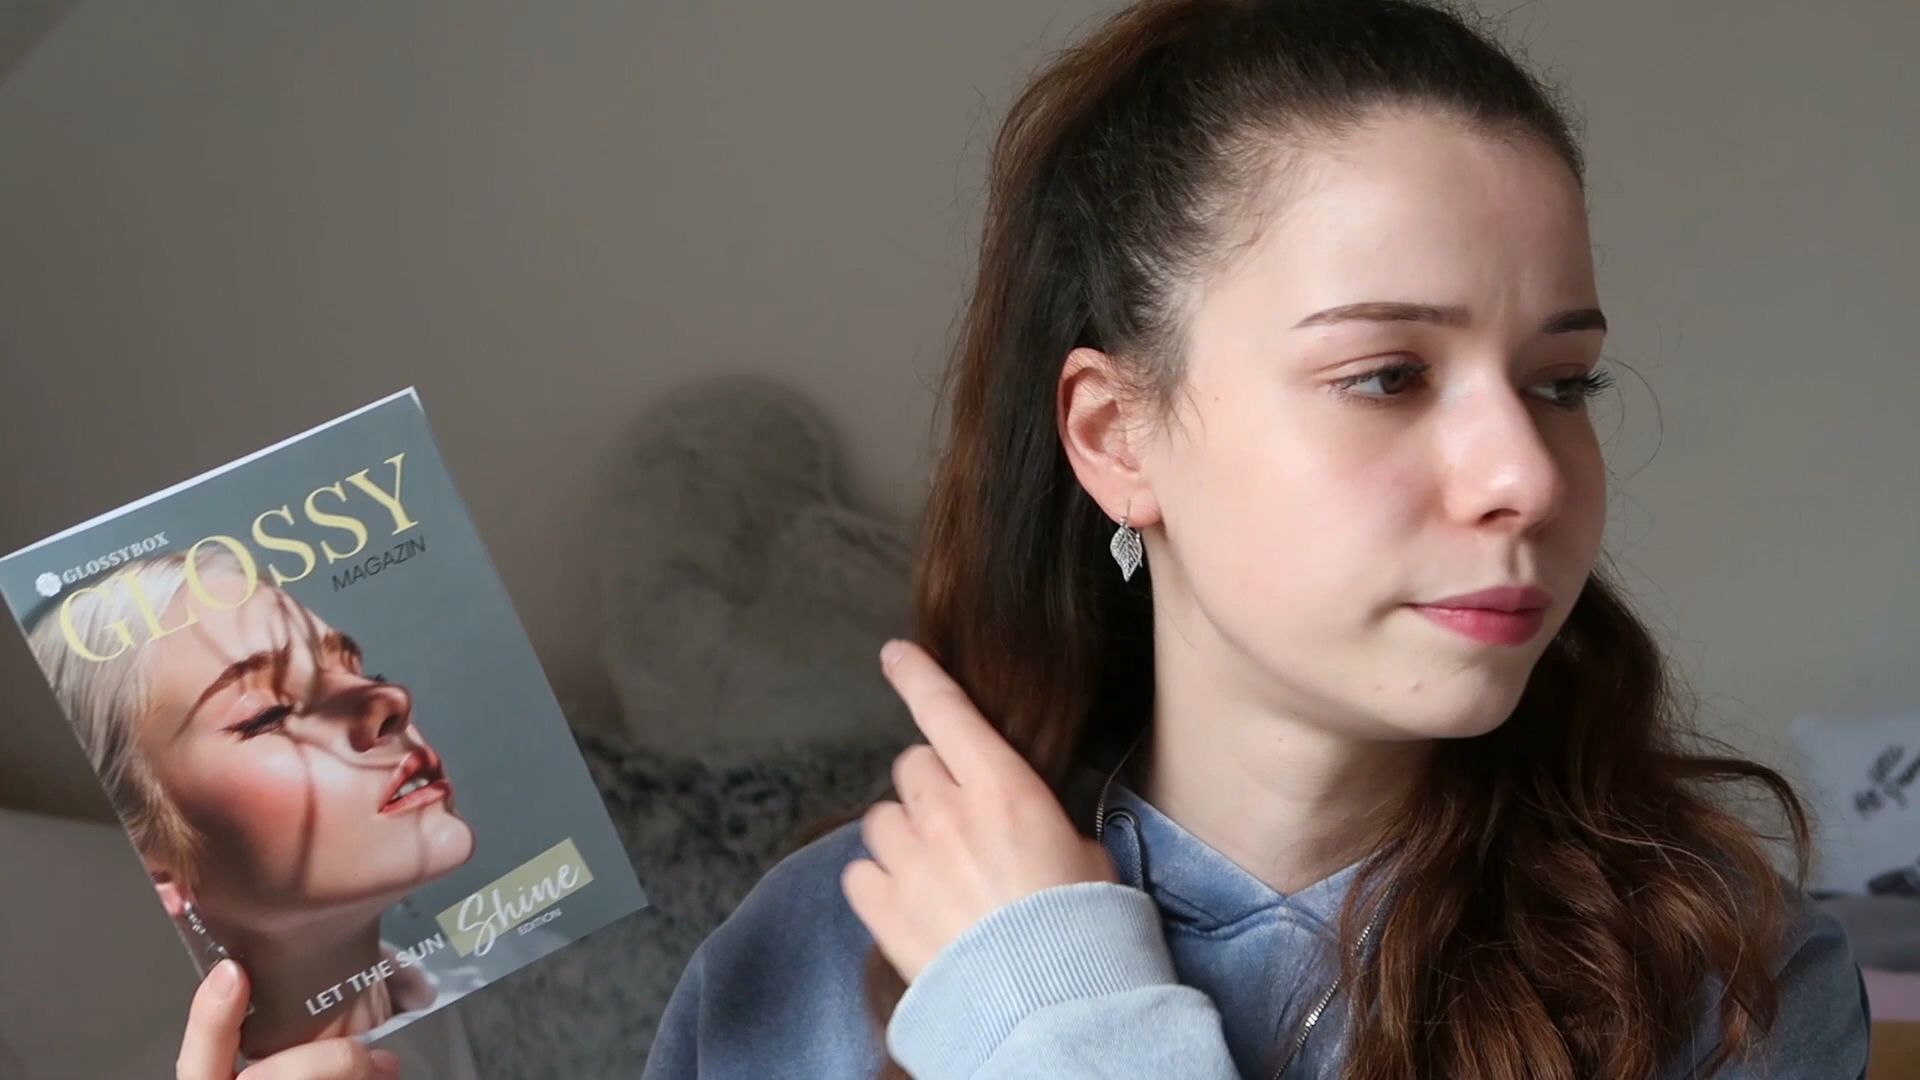 GLOSSYBOX
GLOSSY
MAGAZIN
LET THE SUN Shine
EDITION